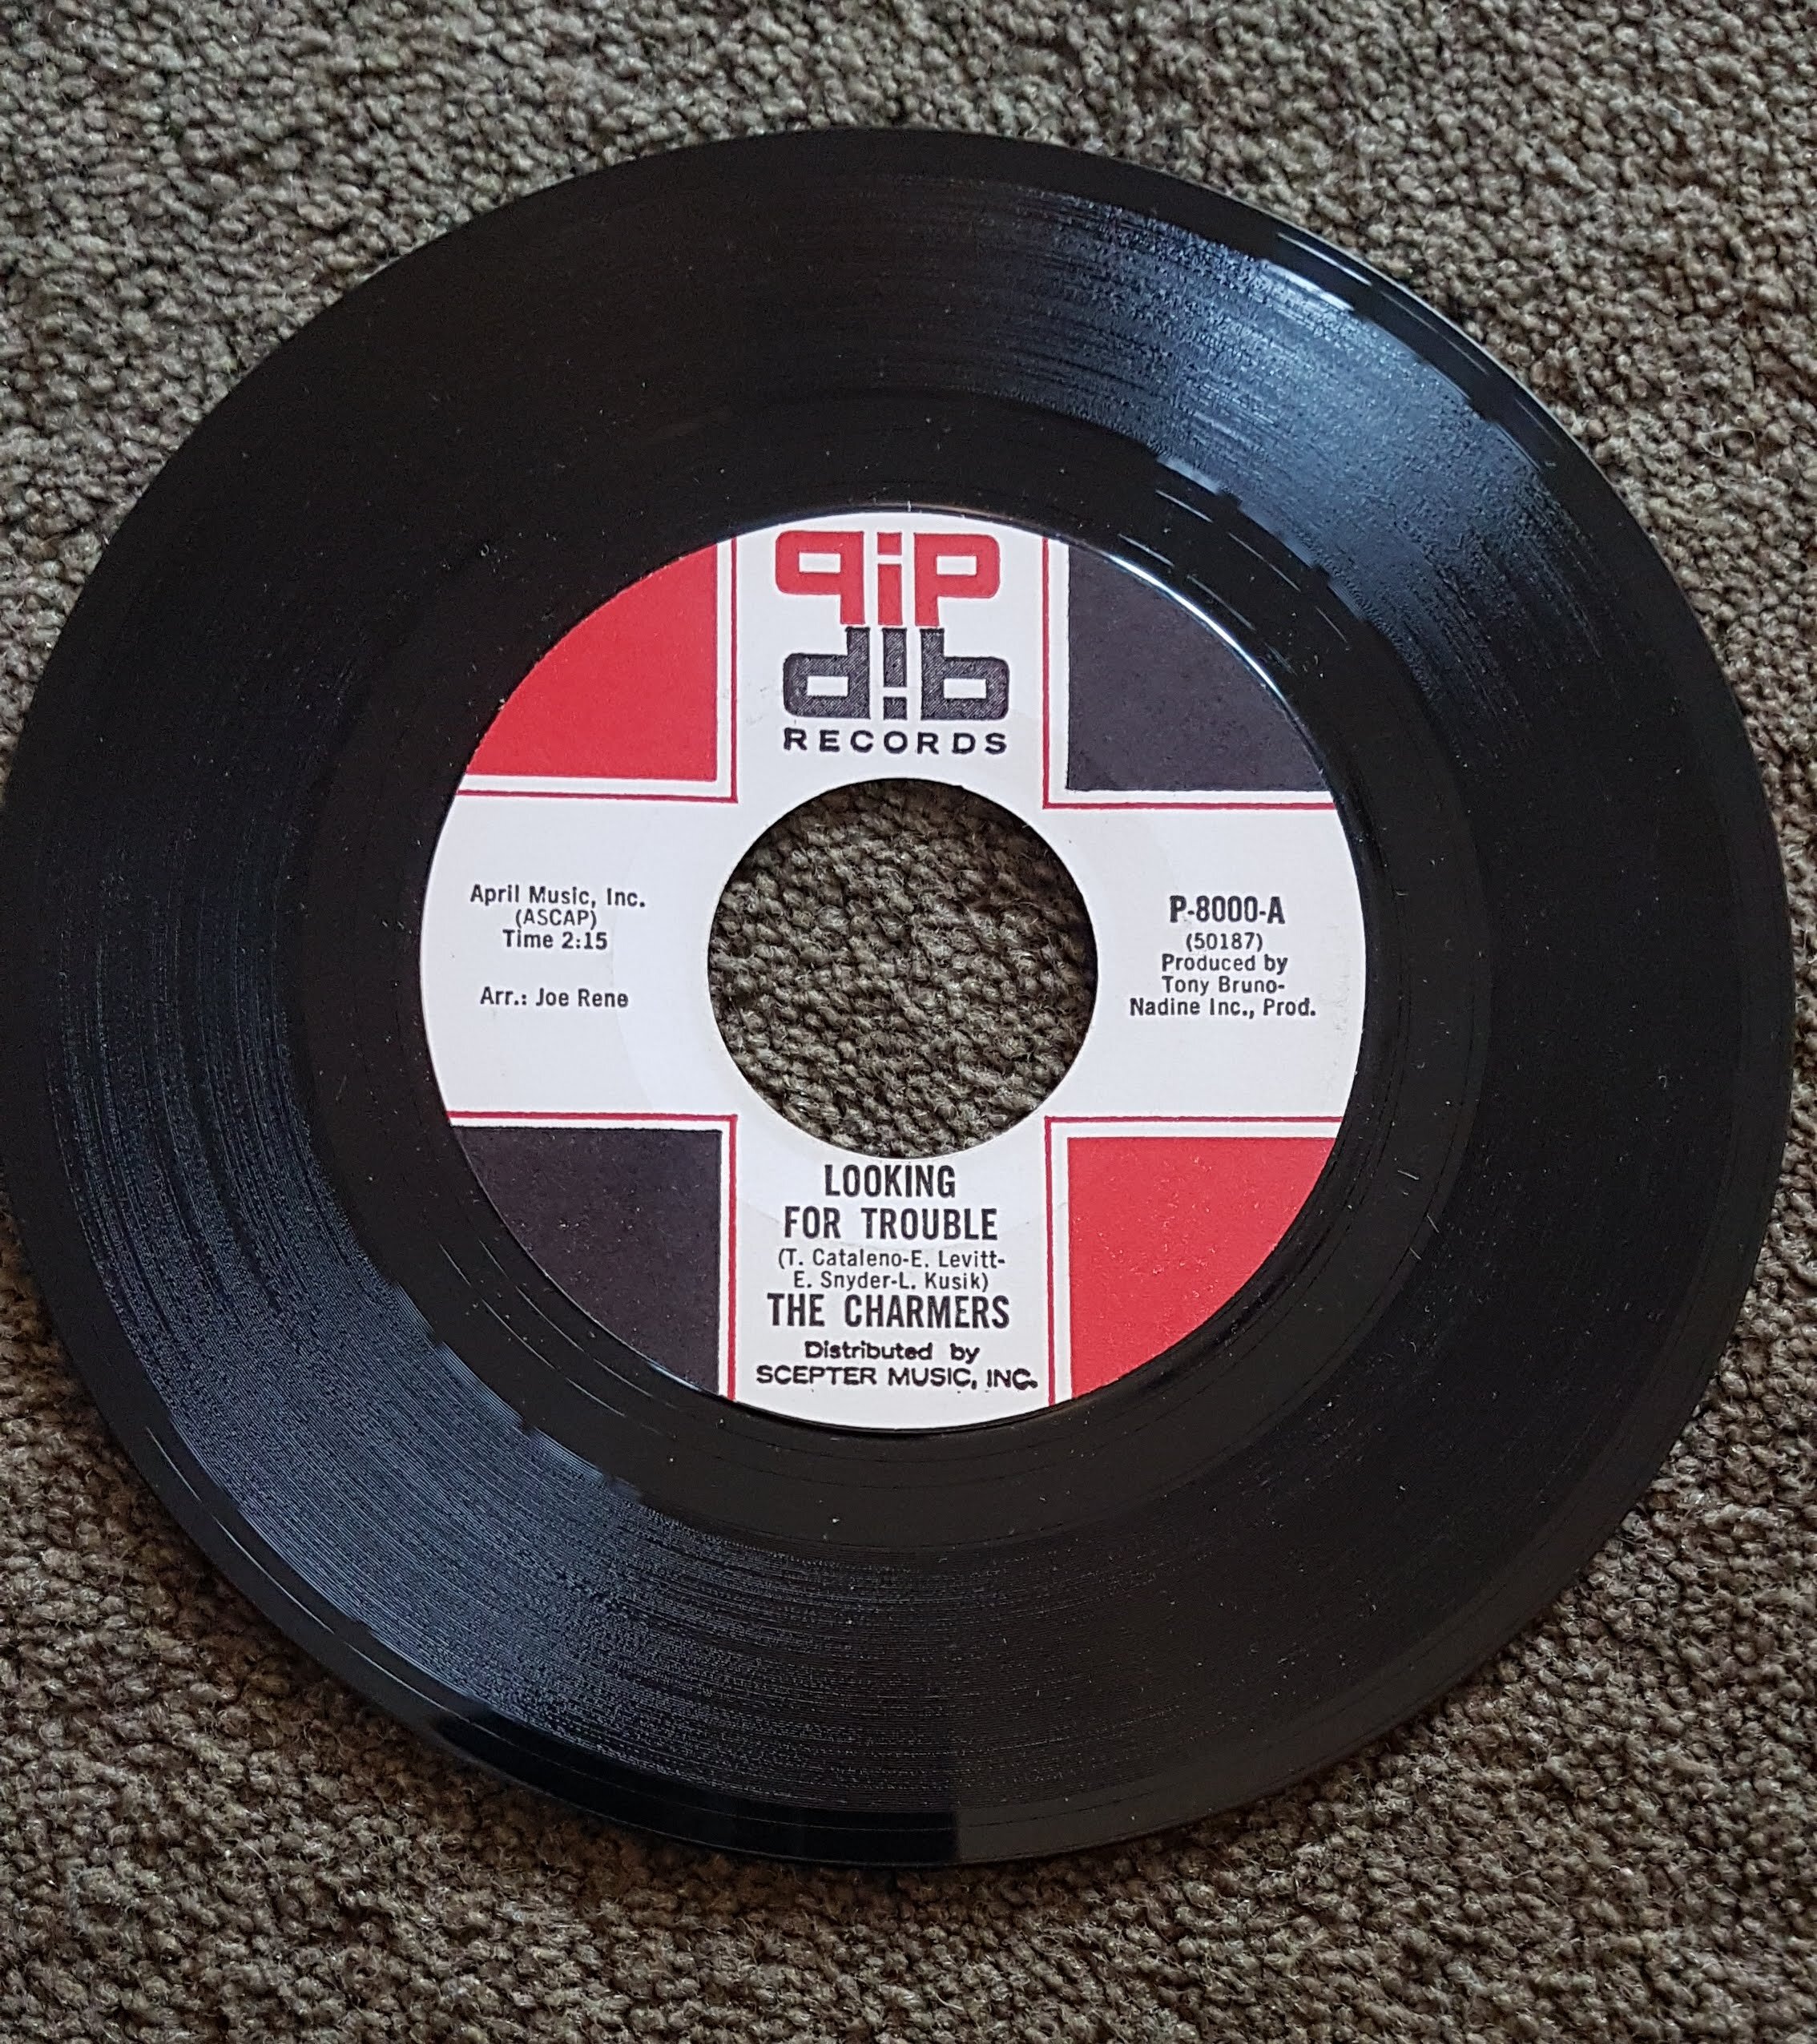 PiP
RECORDS
April Music, Inc.
(ASCAP)
Time 2:15
Arr.: Joe Rene
P-8000-A
(50187)
Produced by
Tony Bruno-
Nadine Inc., Prod.
LOOKING
FOR TROUBLE
(T. Cataleno-E. Levitt-
E. Snyder-L. Kusik)
THE CHARMERS
Distributed by
SCEPTER MUSIC, INC.